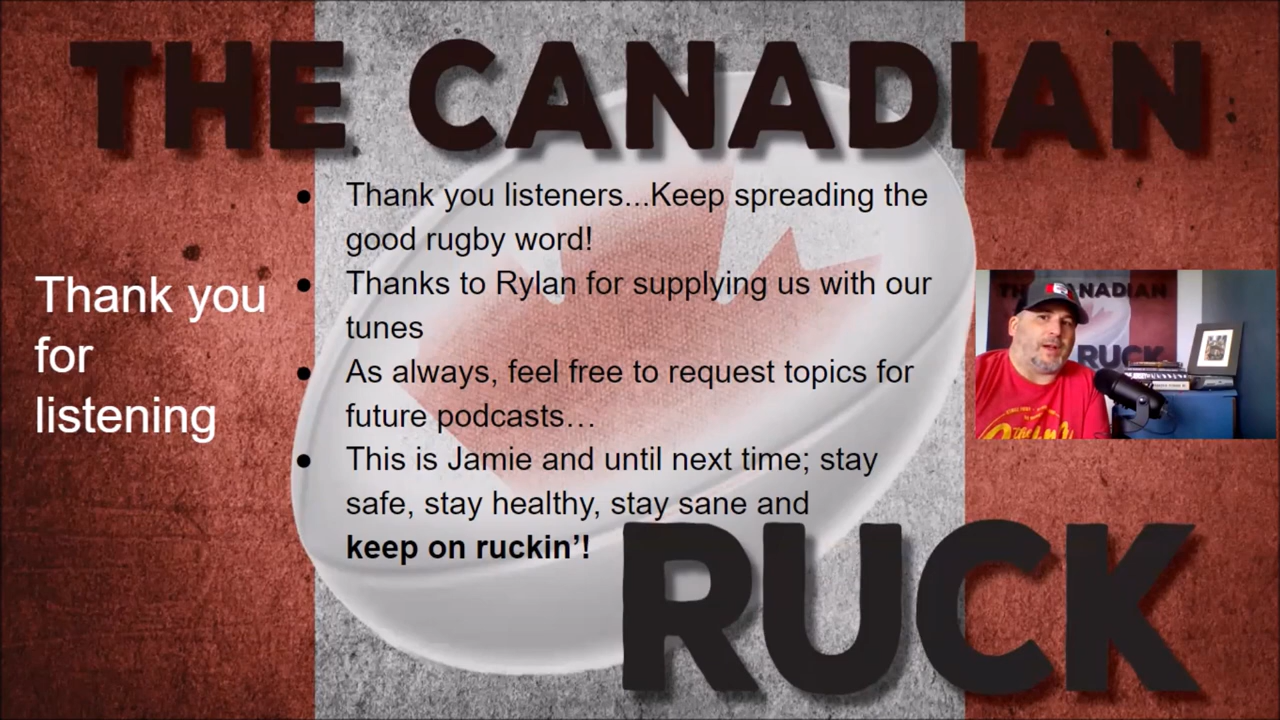 THE CANADIAN
Thank you
for
listening
● Thank you listeners...Keep spreading the
good rugby word!
● Thanks to Rylan for supplying us with our
tunes
● As always, feel free to request topics for
future podcasts…
● This is Jamie and until next time; stay
safe, stay healthy, stay sane and
keep on ruckin’!
RUCK
RUCK